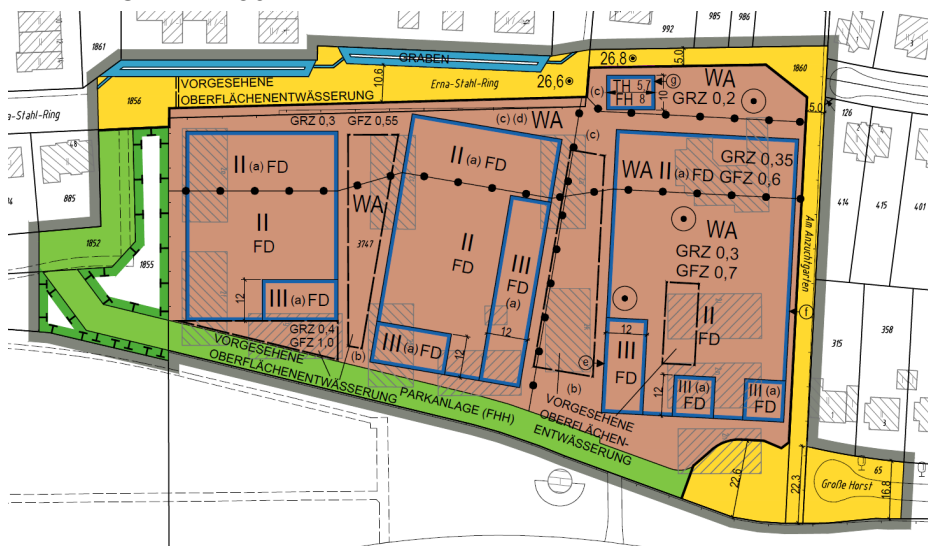 985
986
992
1861
GRABEN
26,8
5,0
1860
VORGESEHENE
OBERFLÄCHENENTWÄSSERUNG
10,6
Erna-Stahl-Ring
26,6
(c)
TH 5,7
FH 8
10
g
WA
GRZ 0,2
1856
a-Stahl-Ring
5,0
126
GRZ 0,3 GFZ 0,55
(c) (d) WA
(c)
II (a) FD
II (a) FD
WA II (a) FD
GRZ 0,35
GFZ 0,6
885
WA
414
415
401
II
FD
3747
II
FD
III
FD
(a)
WA
GRZ 0,3
GFZ 0,7
Am Anzuchtgarten
1852
1855
12
III (a) FD
II
FD
f
GRZ 0,4
GFZ 1,0
(b)
12
12
III (a) FD
12
12
III
FD
e
315
358
VORGESEHENE
OBERFLÄCHENENTWÄSSERUNG
(b)
12
III (a)
FD
III (a)
FD
PARKANLAGE (FHH)
VORGESEHENE
OBERFLÄCHEN-
ENTWÄSSERUNG
3
22,6
22,3
Große Horst
65
16,8